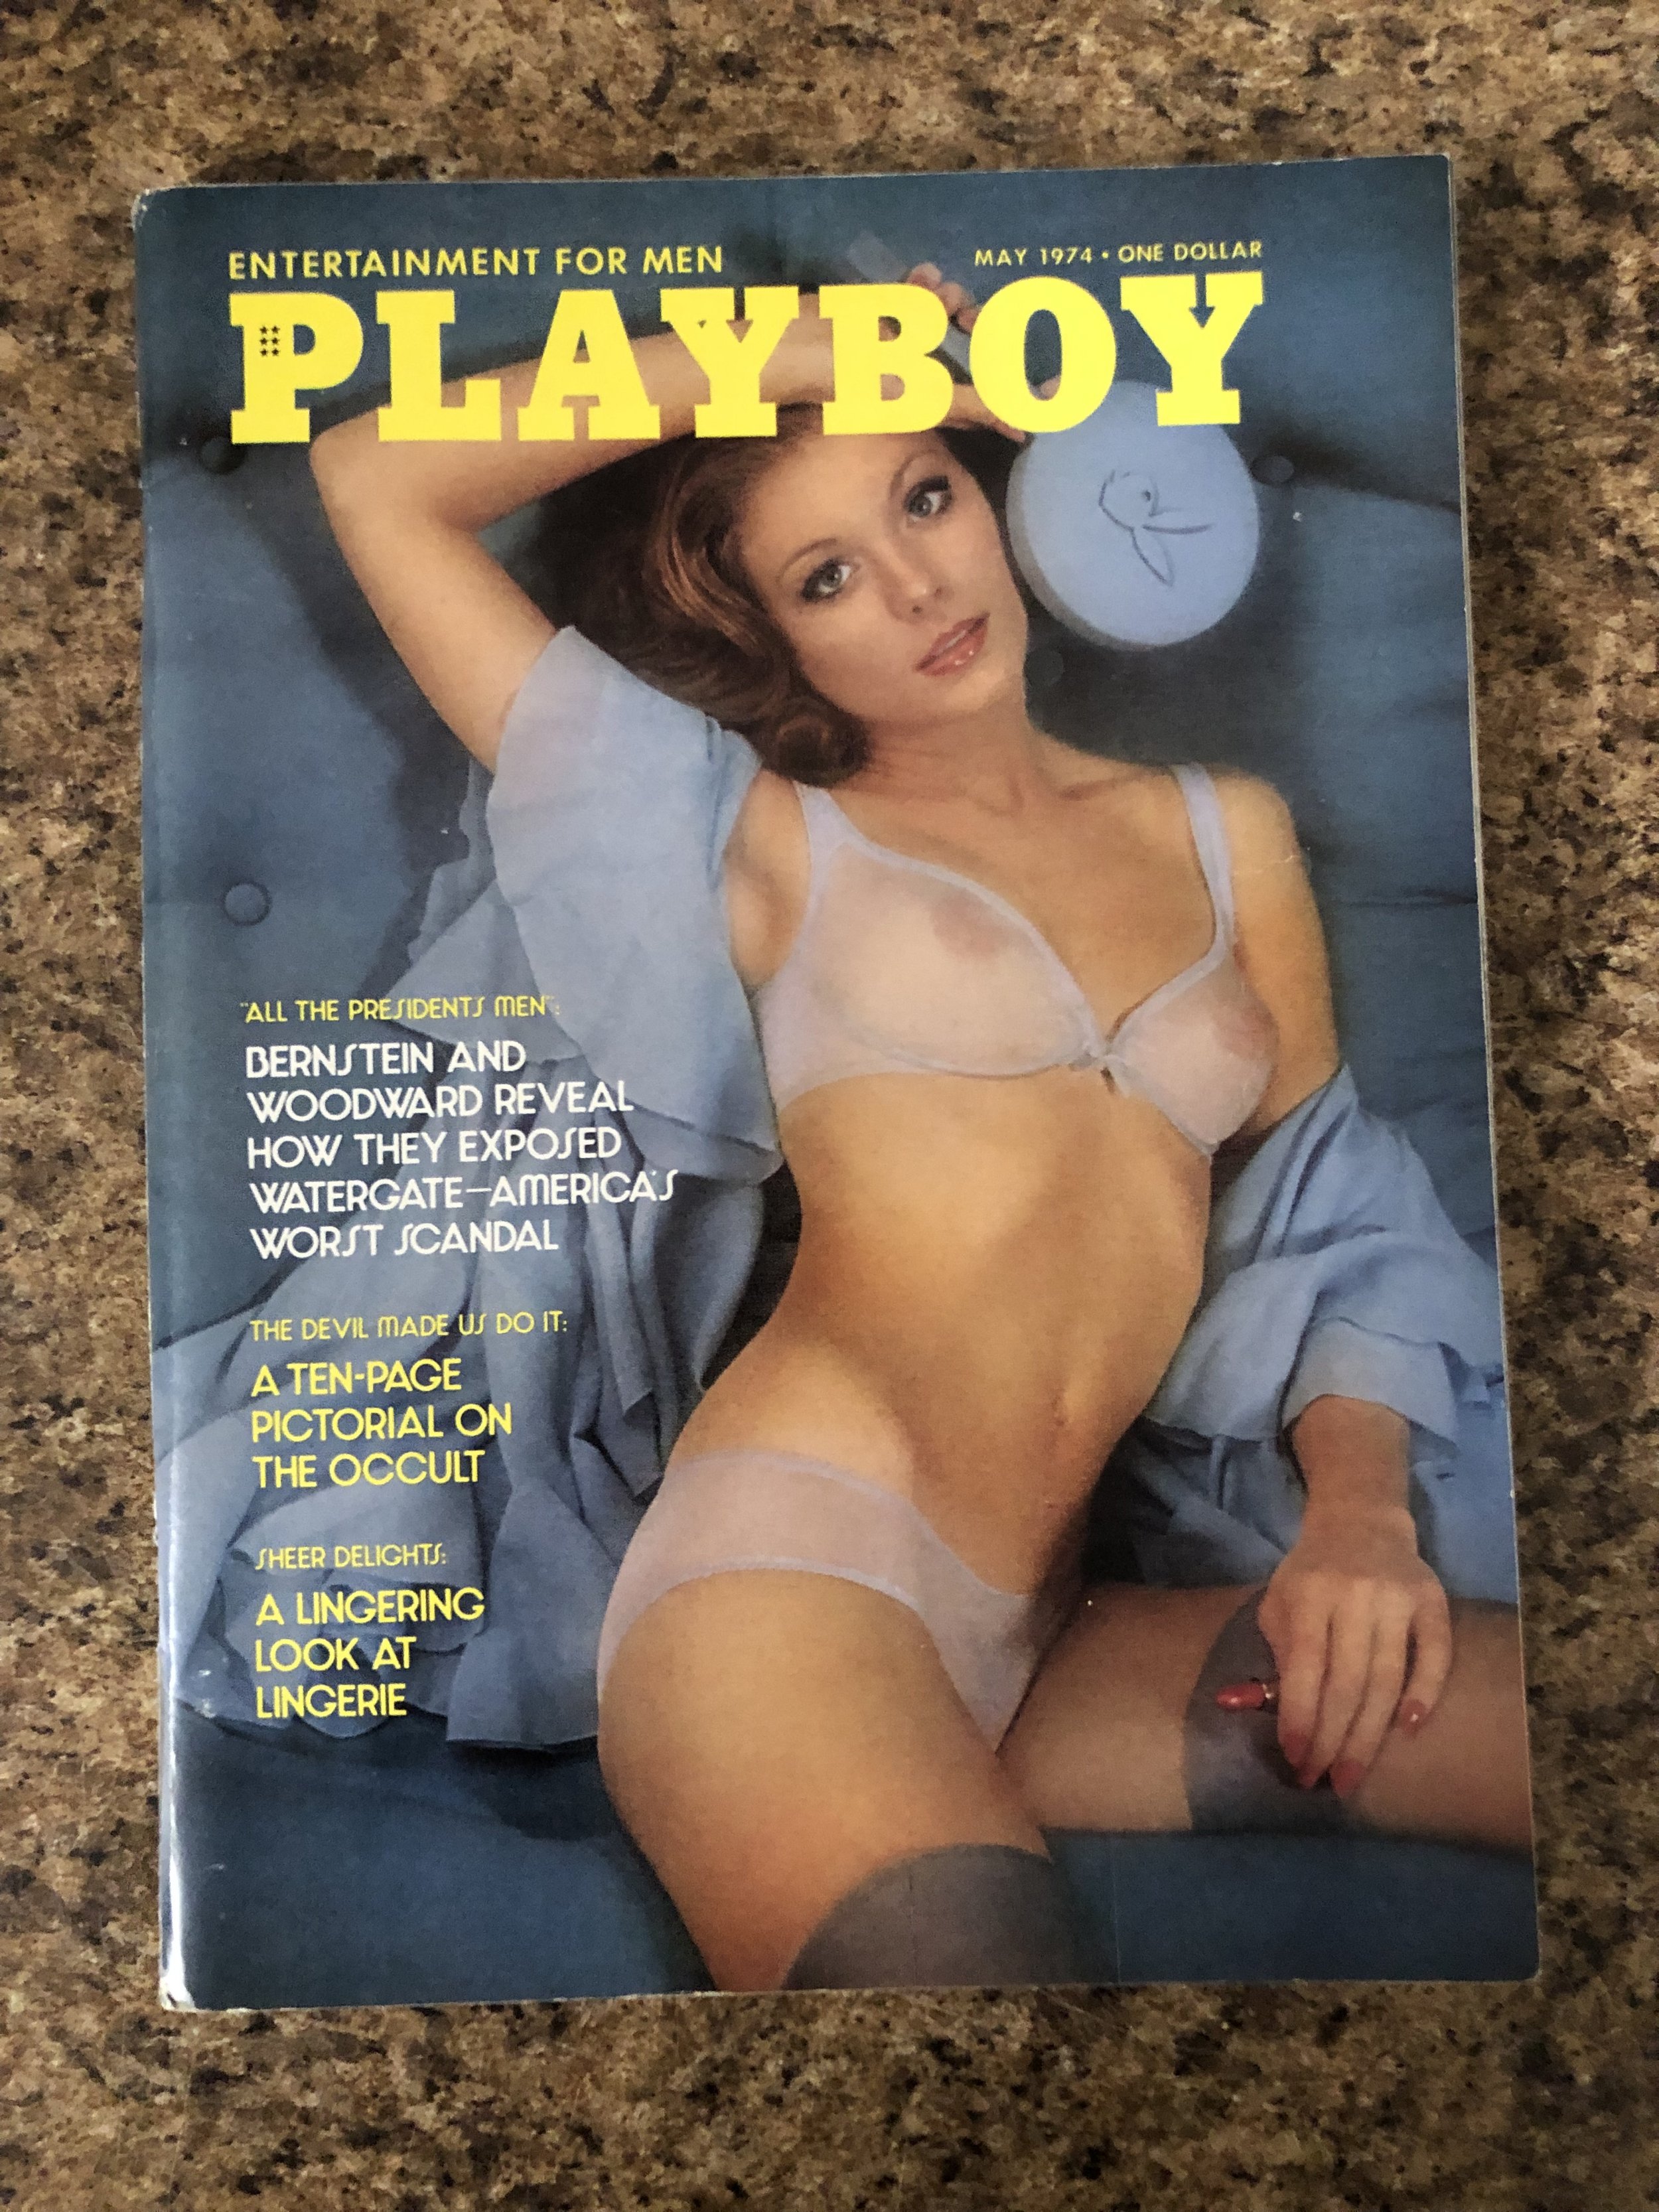 ENTERTAINMENT FOR MEN
MAY 1974 • ONE DOLLAR
PLAYBOY
"ALL THE PRESIDENT'S MEN":
BERNSTEIN AND
WOODWARD REVEAL
HOW THEY EXPOSED
WATERGATE—AMERICA'S
WORST SCANDAL
THE DEVIL MADE US DO IT:
A TEN-PAGE
PICTORIAL ON
THE OCCULT
SHEER DELIGHTS:
A LINGERING
LOOK AT
LINGERIE